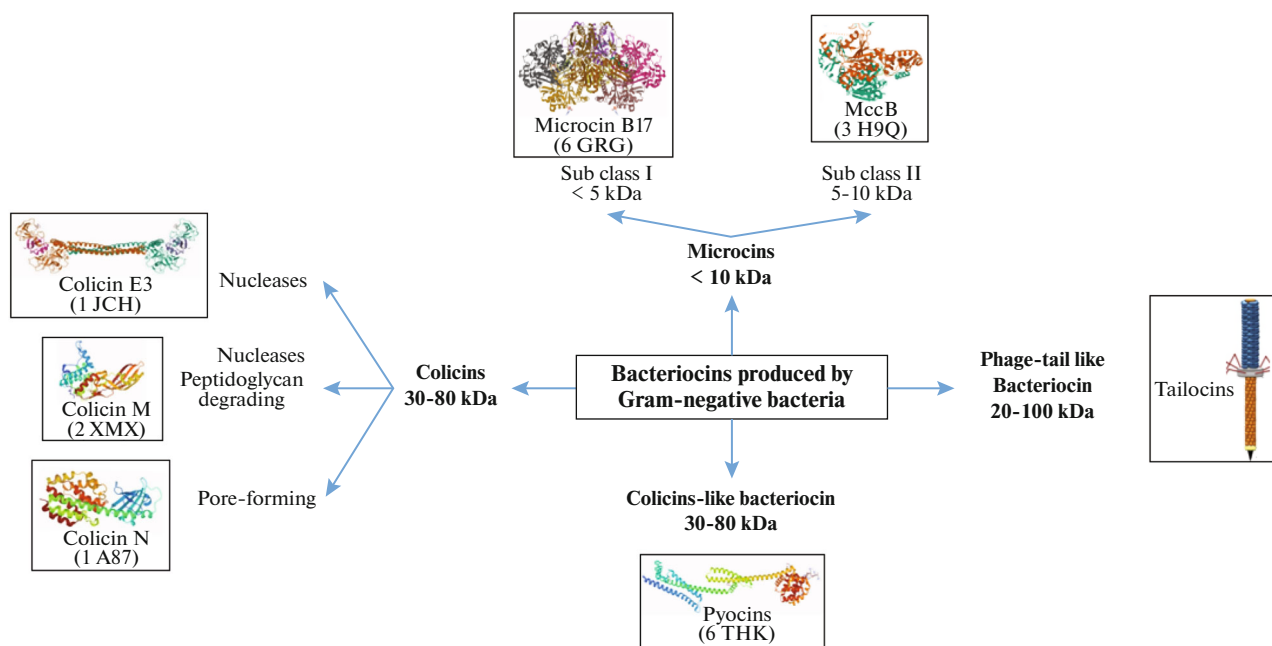 Microcin B17
(6 GRG)
Sub class I
< 5 kDa
MccB
(3 H9Q)
Sub class II
5-10 kDa
Microcins
< 10 kDa
Colicin E3
(1 JCH)
Nucleases
Colicin M
(2 XMX)
Nucleases
Peptidoglycan
degrading
Colicin N
(1 A87)
Pore-forming
Colicins
30-80 kDa
Bacteriocins produced by
Gram-negative bacteria
Phage-tail like
Bacteriocin
20-100 kDa
Tailocins
Colicins-like bacteriocin
30-80 kDa
Pyocins
(6 THK)